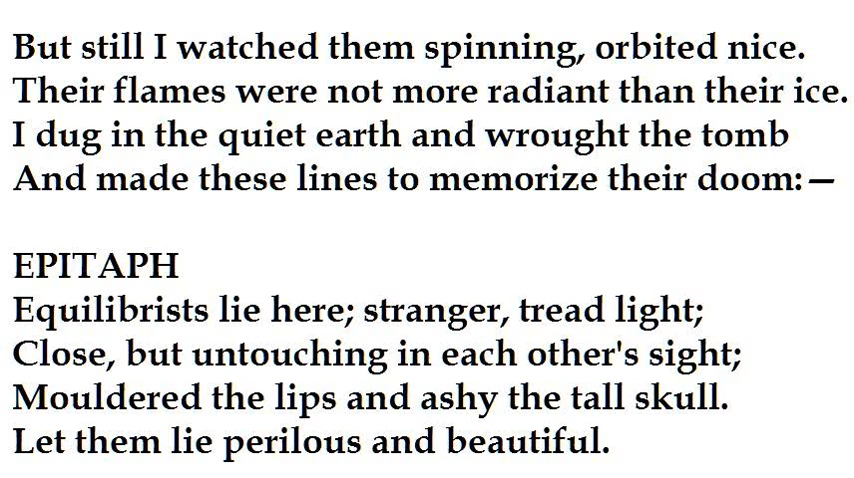 But still I watched them spinning, orbited nice.
Their flames were not more radiant than their ice.
I dug in the quiet earth and wrought the tomb
And made these lines to memorize their doom:—
EPITAPH
Equilibrists lie here; stranger, tread light;
Close, but untouching in each other's sight;
Mouldered the lips and ashy the tall skull.
Let them lie perilous and beautiful.